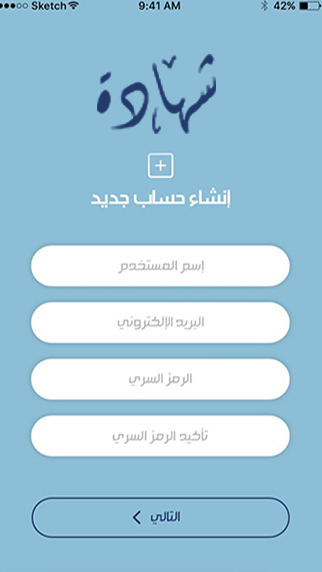 Sketch 9:41 AM 42%
شهادة
إنشاء حساب جديد
إسم المستخدم
البريد الإلكتروني
الرمز السري
تأكيد الرمز السري
التالي